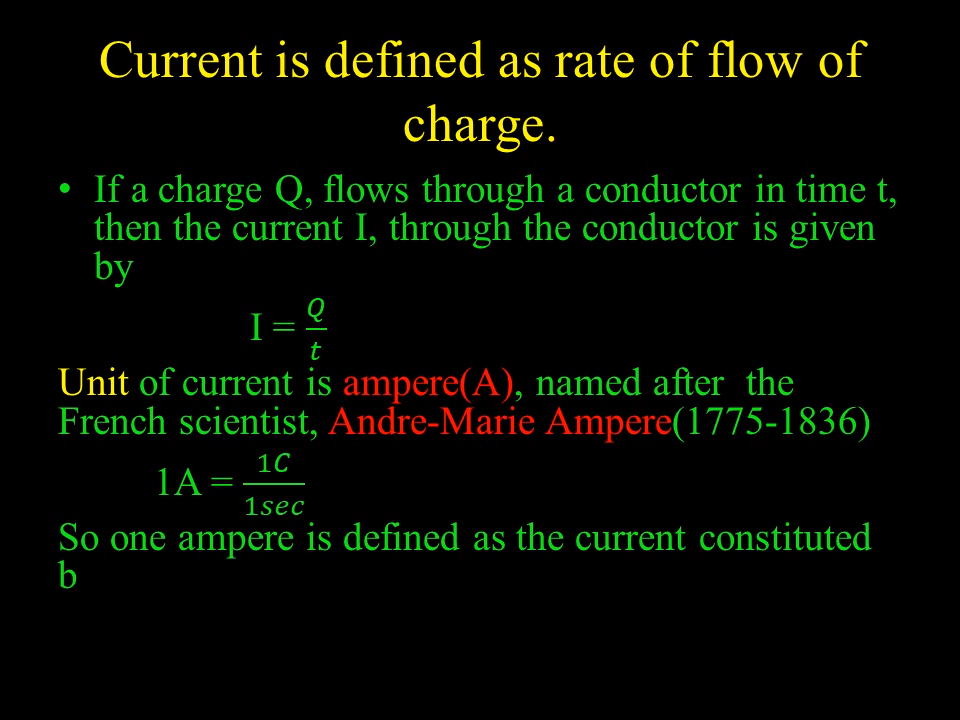 Current is defined as rate of flow of
charge.
• If a charge Q, flows through a conductor in time t,
then the current I, through the conductor is given
by
I = Q/t
Unit of current is ampere(A), named after the
French scientist, Andre-Marie Ampere(1775-1836)
1A = 1C/1sec
So one ampere is defined as the current constituted
b